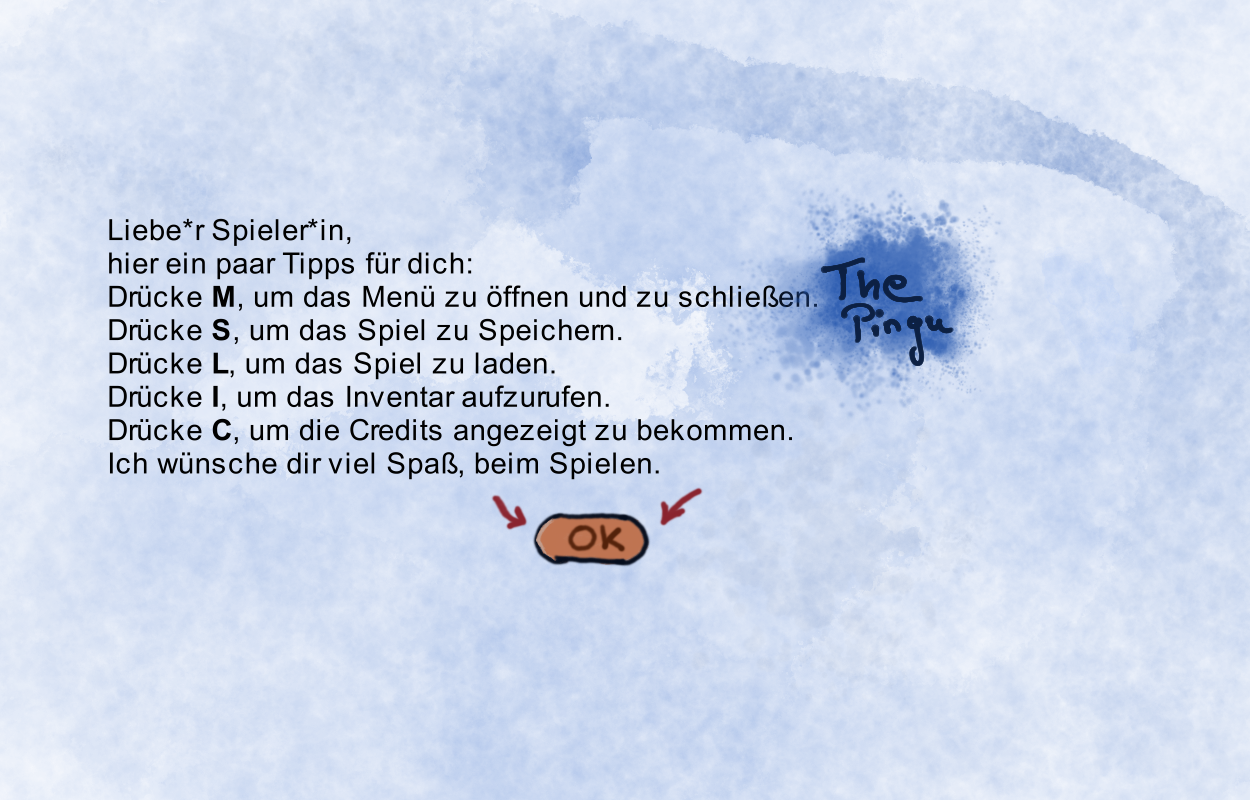 Liebe*r Spieler*in,
hier ein paar Tipps für dich:
Drücke M, um das Menü zu öffnen und zu schließen.
Drücke S, um das Spiel zu Speichern.
Drücke L, um das Spiel zu laden.
Drücke I, um das Inventar aufzurufen.
Drücke C, um die Credits angezeigt zu bekommen.
Ich wünsche dir viel Spaß, beim Spielen.
The
Pingu
OK